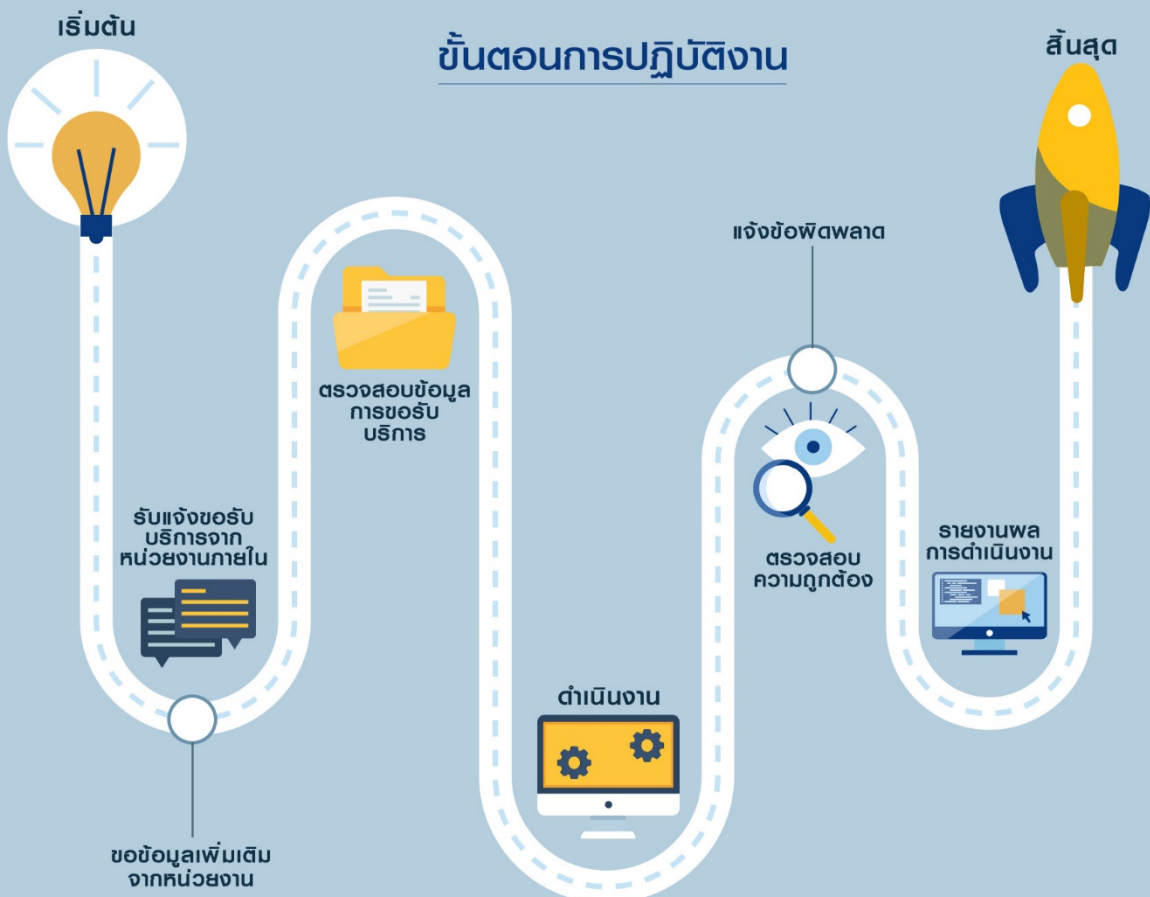 เริ่มต้น
ขั้นตอนการปฏิบัติงาน
สิ้นสุด
รับแจ้งขอรับ
บริการจาก
หน่วยงานภายใน
ขอข้อมูลเพิ่มเติม
จากหน่วยงาน
ตรวจสอบข้อมูล
การขอรับ
บริการ
ดำเนินงาน
แจ้งข้อผิดพลาด
ตรวจสอบ
ความถูกต้อง
รายงานผล
การดำเนินงาน